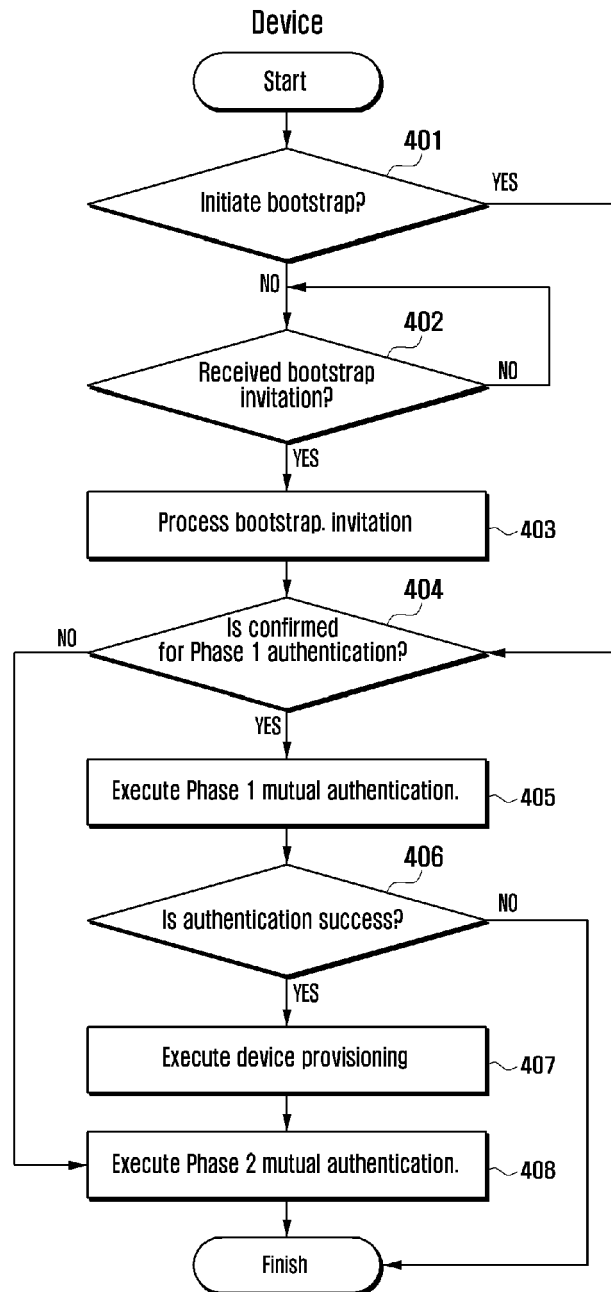 Device
Start
401
Initiate bootstrap?
YES
NO
402
Received bootstrap
invitation?
NO
YES
Process bootstrap. invitation
403
404
NO
Is confirmed
for Phase 1 authentication?
YES
Execute Phase 1 mutual authentication.
405
406
NO
Is authentication success?
YES
Execute device provisioning
407
Execute Phase 2 mutual authentication.
408
Finish